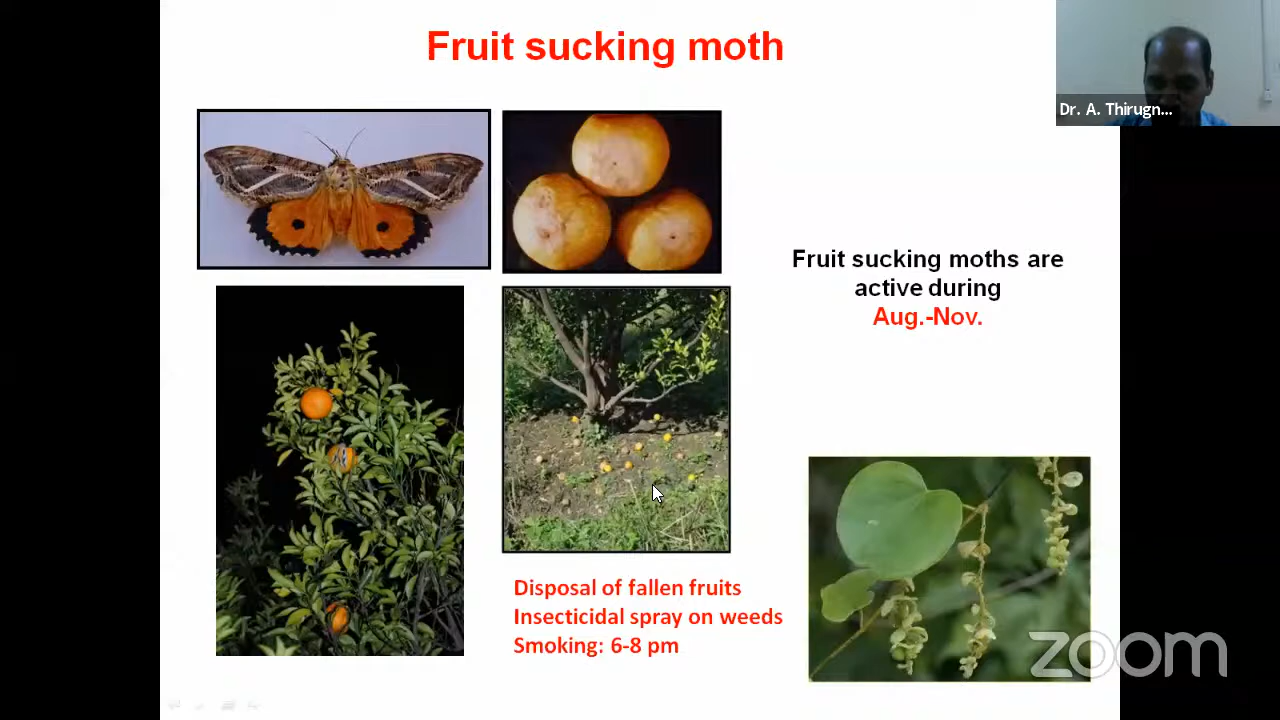 Fruit sucking moth
Dr. A. Thirugn...
Fruit sucking moths are
active during
Aug.-Nov.
Disposal of fallen fruits
Insecticidal spray on weeds
Smoking: 6-8 pm
zoom